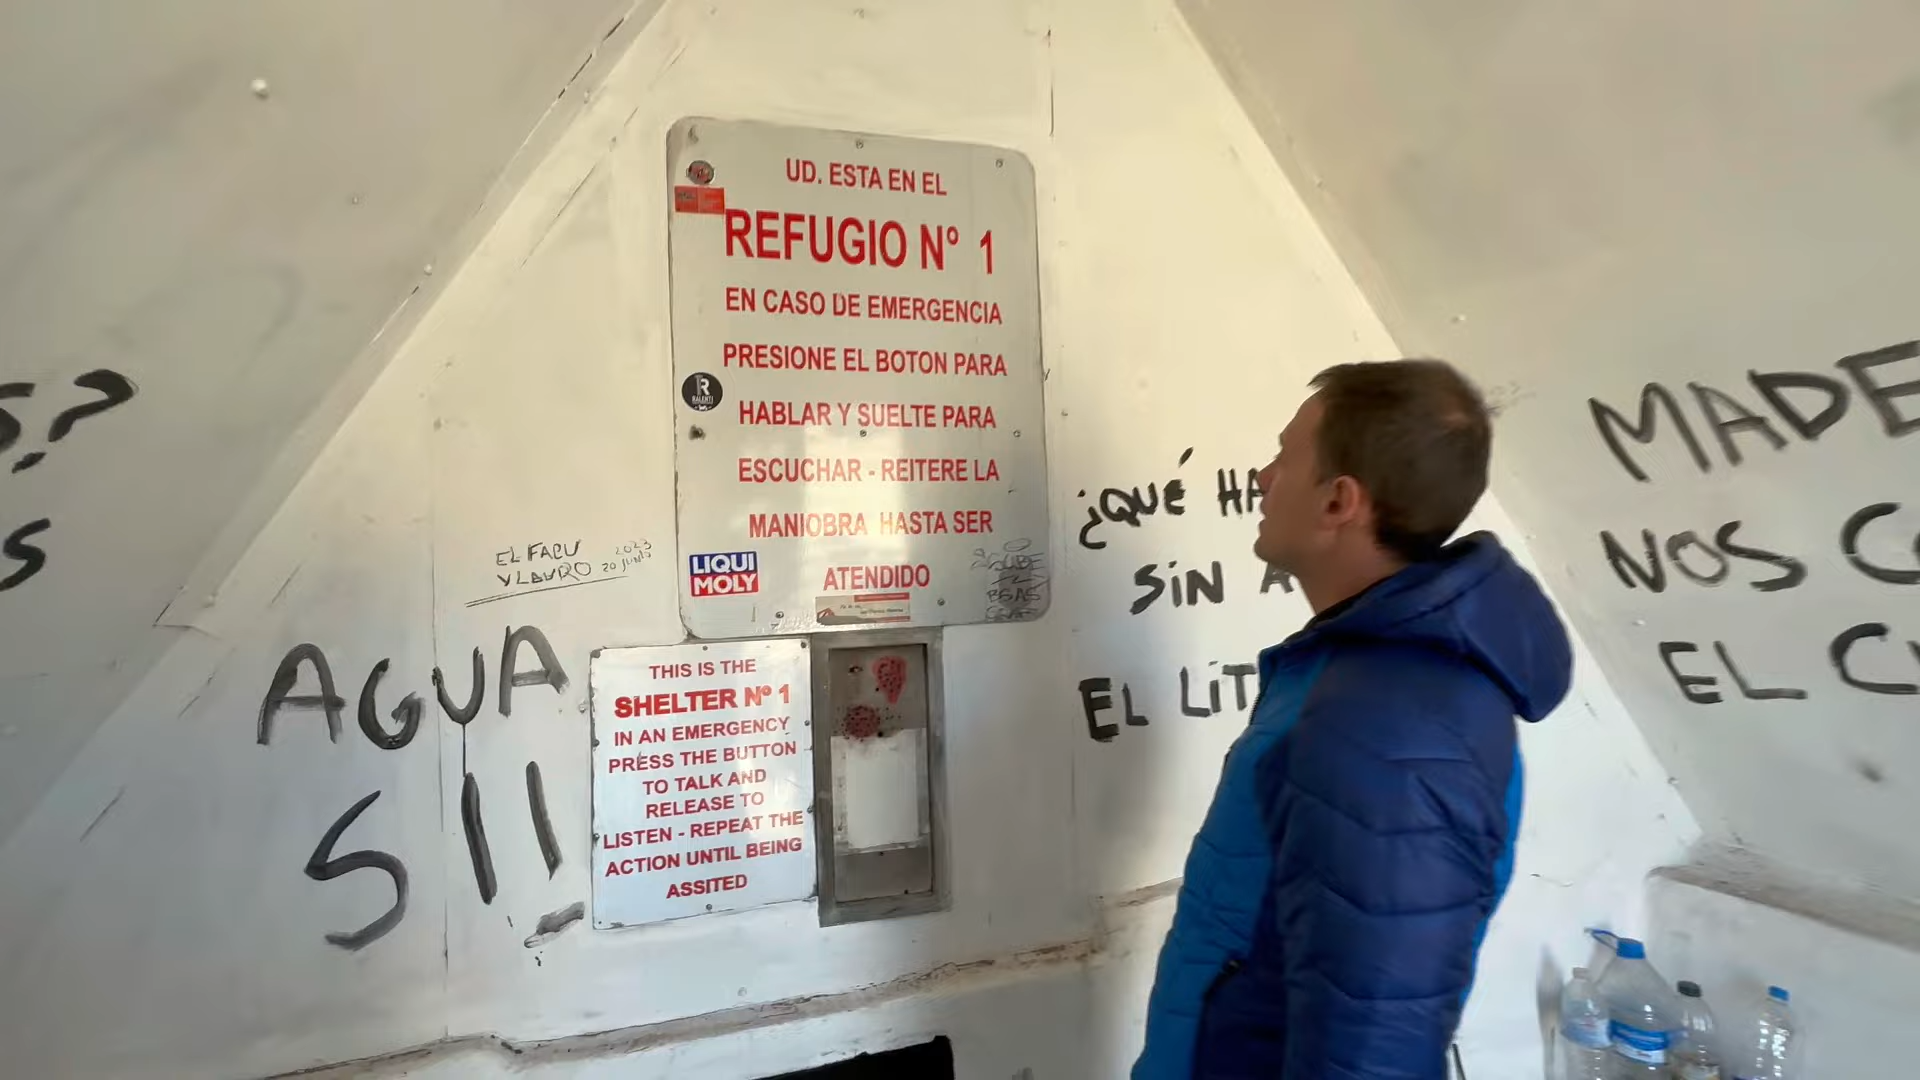 UD. ESTA EN EL
REFUGIO Nº 1
EN CASO DE EMERGENCIA
PRESIONE EL BOTON PARA
HABLAR Y SUELTE PARA
ESCUCHAR - REITERE LA
MANIOBRA HASTA SER
ATENDIDO
LIQUI
MOLY
THIS IS THE
SHELTER Nº 1
IN AN EMERGENCY
PRESS THE BUTTON
TO TALK AND
RELEASE TO
LISTEN - REPEAT THE
ACTION UNTIL BEING
ASSITED
EL FACU
Y LAURO
2023
20 JUNIO
AGUA
SI!
S?
S
¿QUÉ HA
SIN A
EL LIT
MADE
NOS C
EL C